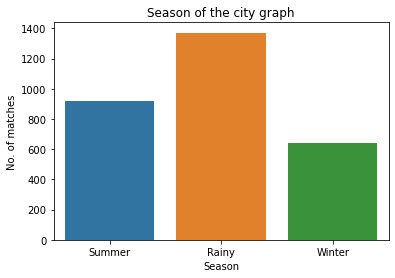 Season of the city graph
No. of matches
1400
1200
1000
800
600
400
200
0
Summer
Rainy
Winter
Season